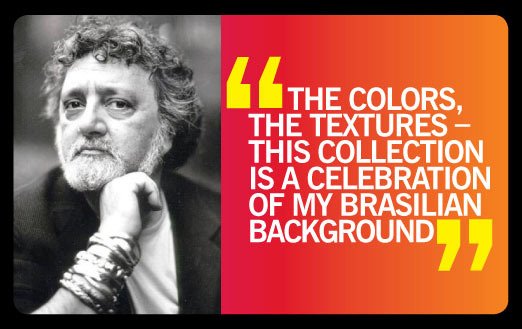 “THE COLORS,
THE TEXTURES –
THIS COLLECTION
IS A CELEBRATION
OF MY BRASILIAN
BACKGROUND”